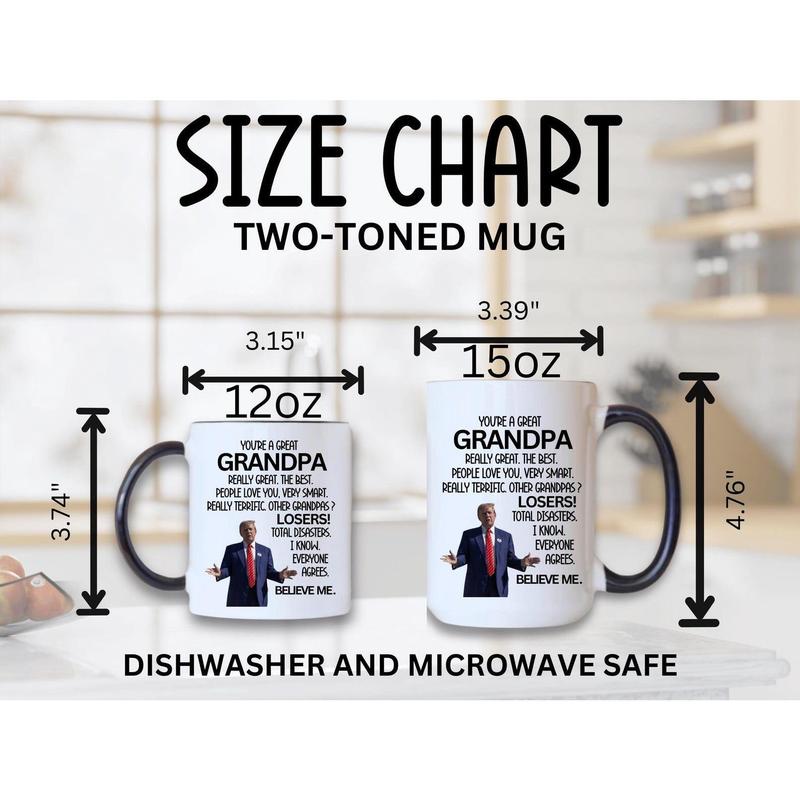 SIZE CHART
TWO-TONED MUG
3.15"
12oz
3.74"
YOU'RE A GREAT
GRANDPA
REALLY GREAT. THE BEST.
PEOPLE LOVE YOU, VERY SMART.
REALLY TERRIFIC. OTHER GRANDPAS?
LOSERS!
TOTAL DISASTERS.
I KNOW.
EVERYONE
AGREES.
BELIEVE ME.
3.39"
15oz
4.76"
YOU'RE A GREAT
GRANDPA
REALLY GREAT. THE BEST.
PEOPLE LOVE YOU, VERY SMART.
REALLY TERRIFIC. OTHER GRANDPAS?
LOSERS!
TOTAL DISASTERS.
I KNOW.
EVERYONE
AGREES.
BELIEVE ME.
DISHWASHER AND MICROWAVE SAFE